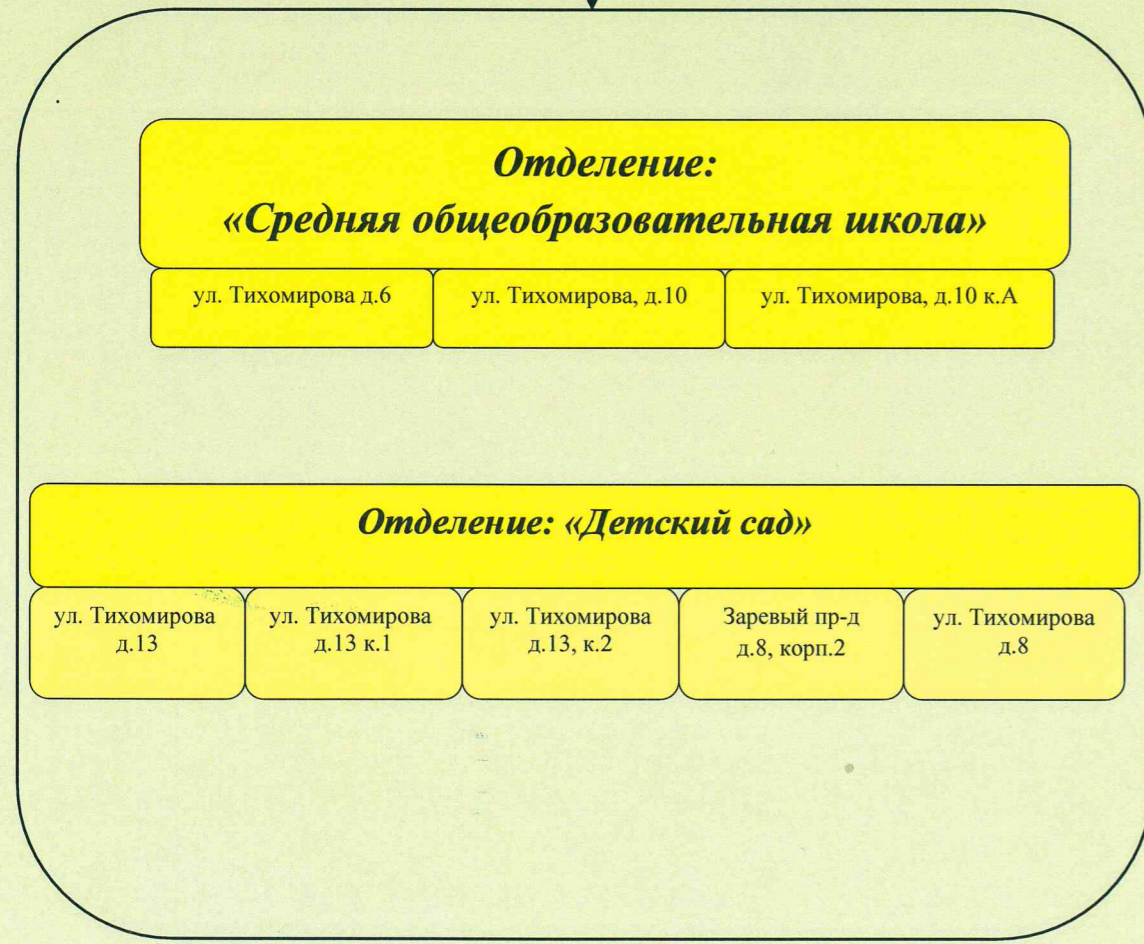 Отделение:
«Средняя общеобразовательная школа»
ул. Тихомирова д.6
ул. Тихомирова, д.10
ул. Тихомирова, д.10 к.А
Отделение: «Детский сад»
ул. Тихомирова
д.13
ул. Тихомирова
д.13 к.1
ул. Тихомирова
д.13, к.2
Заревый пр-д
д.8, корп.2
ул. Тихомирова
д.8